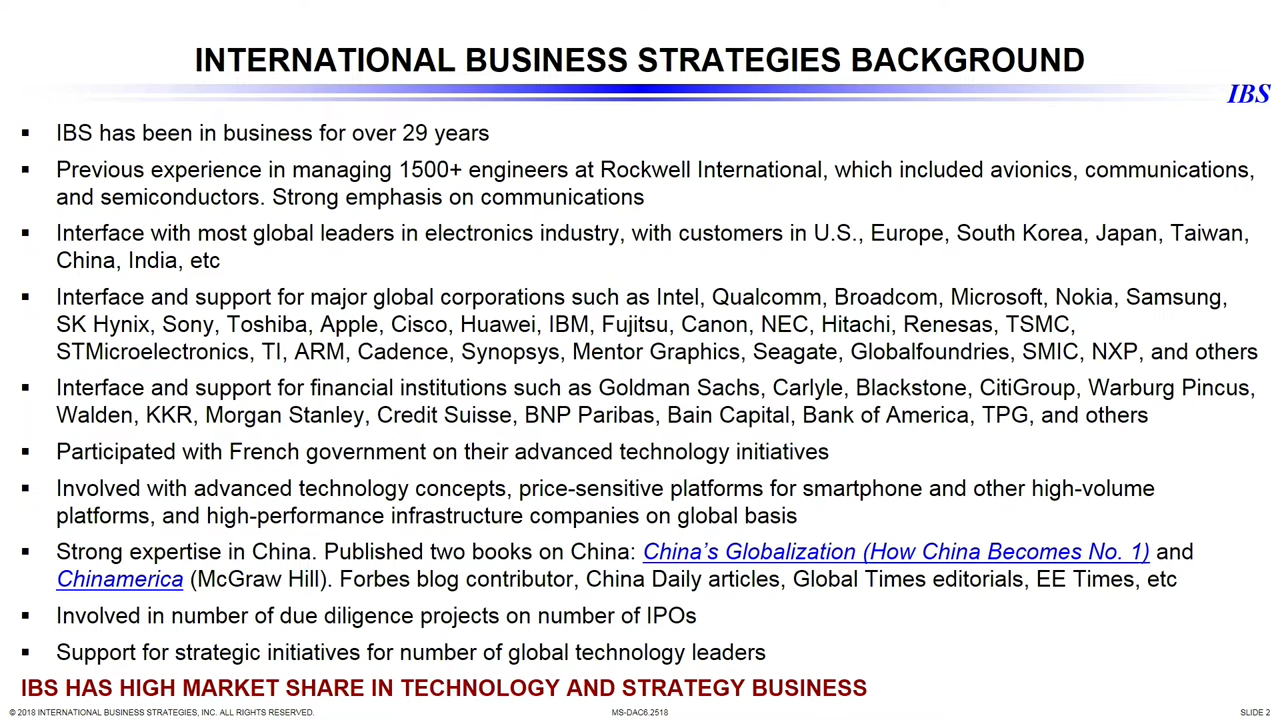 INTERNATIONAL BUSINESS STRATEGIES BACKGROUND
IBS
▪ IBS has been in business for over 29 years
▪ Previous experience in managing 1500+ engineers at Rockwell International, which included avionics, communications,
and semiconductors. Strong emphasis on communications
▪ Interface with most global leaders in electronics industry, with customers in U.S., Europe, South Korea, Japan, Taiwan,
China, India, etc
▪ Interface and support for major global corporations such as Intel, Qualcomm, Broadcom, Microsoft, Nokia, Samsung,
SK Hynix, Sony, Toshiba, Apple, Cisco, Huawei, IBM, Fujitsu, Canon, NEC, Hitachi, Renesas, TSMC,
STMicroelectronics, TI, ARM, Cadence, Synopsys, Mentor Graphics, Seagate, Globalfoundries, SMIC, NXP, and others
▪ Interface and support for financial institutions such as Goldman Sachs, Carlyle, Blackstone, CitiGroup, Warburg Pincus,
Walden, KKR, Morgan Stanley, Credit Suisse, BNP Paribas, Bain Capital, Bank of America, TPG, and others
▪ Participated with French government on their advanced technology initiatives
▪ Involved with advanced technology concepts, price-sensitive platforms for smartphone and other high-volume
platforms, and high-performance infrastructure companies on global basis
▪ Strong expertise in China. Published two books on China: China's Globalization (How China Becomes No. 1) and
Chinamerica (McGraw Hill). Forbes blog contributor, China Daily articles, Global Times editorials, EE Times, etc
▪ Involved in number of due diligence projects on number of IPOs
▪ Support for strategic initiatives for number of global technology leaders
IBS HAS HIGH MARKET SHARE IN TECHNOLOGY AND STRATEGY BUSINESS
© 2018 INTERNATIONAL BUSINESS STRATEGIES, INC. ALL RIGHTS RESERVED.
MS-DAC6.2518
SLIDE 2